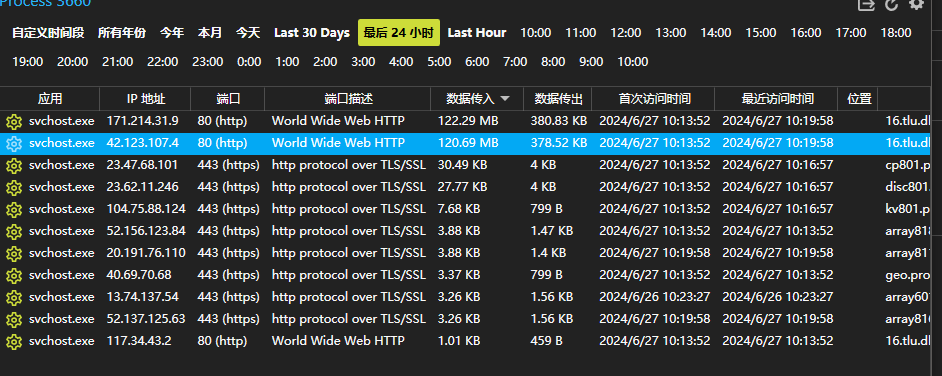 Process 3660
自定义时间段 所有年份 今年 本月 今天 Last 30 Days 最后 24 小时 Last Hour 10:00 11:00 12:00 13:00 14:00 15:00 16:00 17:00 18:00
19:00 20:00 21:00 22:00 23:00 0:00 1:00 2:00 3:00 4:00 5:00 6:00 7:00 8:00 9:00 10:00
应用 IP 地址 端口 端口描述 数据传入 数据传出 首次访问时间 最近访问时间 位置
svchost.exe 171.214.31.9 80 (http) World Wide Web HTTP 122.29 MB 380.83 KB 2024/6/27 10:13:52 2024/6/27 10:19:58 16.tlu.dl
svchost.exe 42.123.107.4 80 (http) World Wide Web HTTP 120.69 MB 378.52 KB 2024/6/27 10:13:52 2024/6/27 10:19:58 16.tlu.dl
svchost.exe 23.47.68.101 443 (https) http protocol over TLS/SSL 30.49 KB 4 KB 2024/6/27 10:13:52 2024/6/27 10:16:57 cp801.p
svchost.exe 23.62.11.246 443 (https) http protocol over TLS/SSL 27.77 KB 4 KB 2024/6/27 10:13:52 2024/6/27 10:16:57 disc801.
svchost.exe 104.75.88.124 443 (https) http protocol over TLS/SSL 7.68 KB 799 B 2024/6/27 10:13:52 2024/6/27 10:16:57 kv801.p
svchost.exe 52.156.123.84 443 (https) http protocol over TLS/SSL 3.88 KB 1.47 KB 2024/6/27 10:13:52 2024/6/27 10:13:52 array818
svchost.exe 20.191.76.110 443 (https) http protocol over TLS/SSL 3.88 KB 1.4 KB 2024/6/27 10:19:58 2024/6/27 10:19:58 array811
svchost.exe 40.69.70.68 443 (https) http protocol over TLS/SSL 3.37 KB 799 B 2024/6/27 10:13:52 2024/6/27 10:13:52 geo.pro
svchost.exe 13.74.137.54 443 (https) http protocol over TLS/SSL 3.26 KB 1.56 KB 2024/6/26 10:23:27 2024/6/26 10:23:27 array601
svchost.exe 52.137.125.63 443 (https) http protocol over TLS/SSL 3.26 KB 1.56 KB 2024/6/27 10:19:58 2024/6/27 10:19:58 array816
svchost.exe 117.34.43.2 80 (http) World Wide Web HTTP 1.01 KB 459 B 2024/6/27 10:13:52 2024/6/27 10:13:52 16.tlu.dl